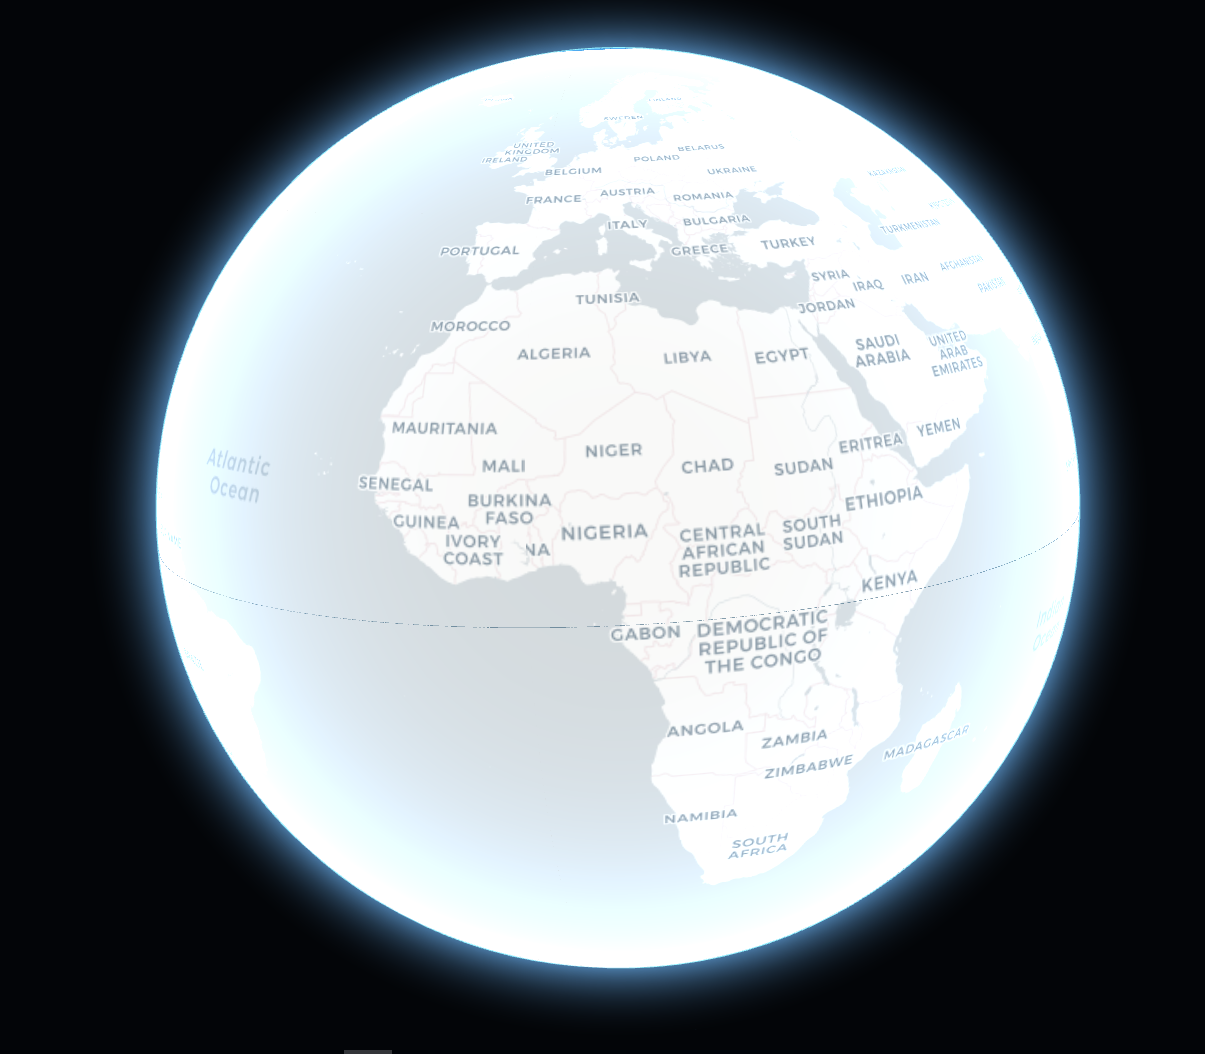 FINLAND
SWEDEN
UNITED
KINGDOM
IRELAND
BELARUS
POLAND
BELGIUM
UKRAINE
KAZAKHSTAN
FRANCE
AUSTRIA
ROMANIA
ITALY
BULGARIA
PORTUGAL
GREECE
TURKEY
TURKMENISTAN
SYRIA
IRAQ
IRAN
AFGHANISTAN
PAKISTAN
TUNISIA
JORDAN
MOROCCO
ALGERIA
LIBYA
EGYPT
SAUDI
ARABIA
UNITED
ARAB
EMIRATES
MAURITANIA
NIGER
CHAD
SUDAN
ERITREA
YEMEN
Atlantic
Ocean
MALI
SENEGAL
BURKINA
FASO
ETHIOPIA
GUINEA
IVORY
COAST
NA
NIGERIA
CENTRAL
AFRICAN
REPUBLIC
SOUTH
SUDAN
KENYA
GABON
DEMOCRATIC
REPUBLIC OF
THE CONGO
ANGOLA
ZAMBIA
ZIMBABWE
MADAGASCAR
NAMIBIA
SOUTH
AFRICA